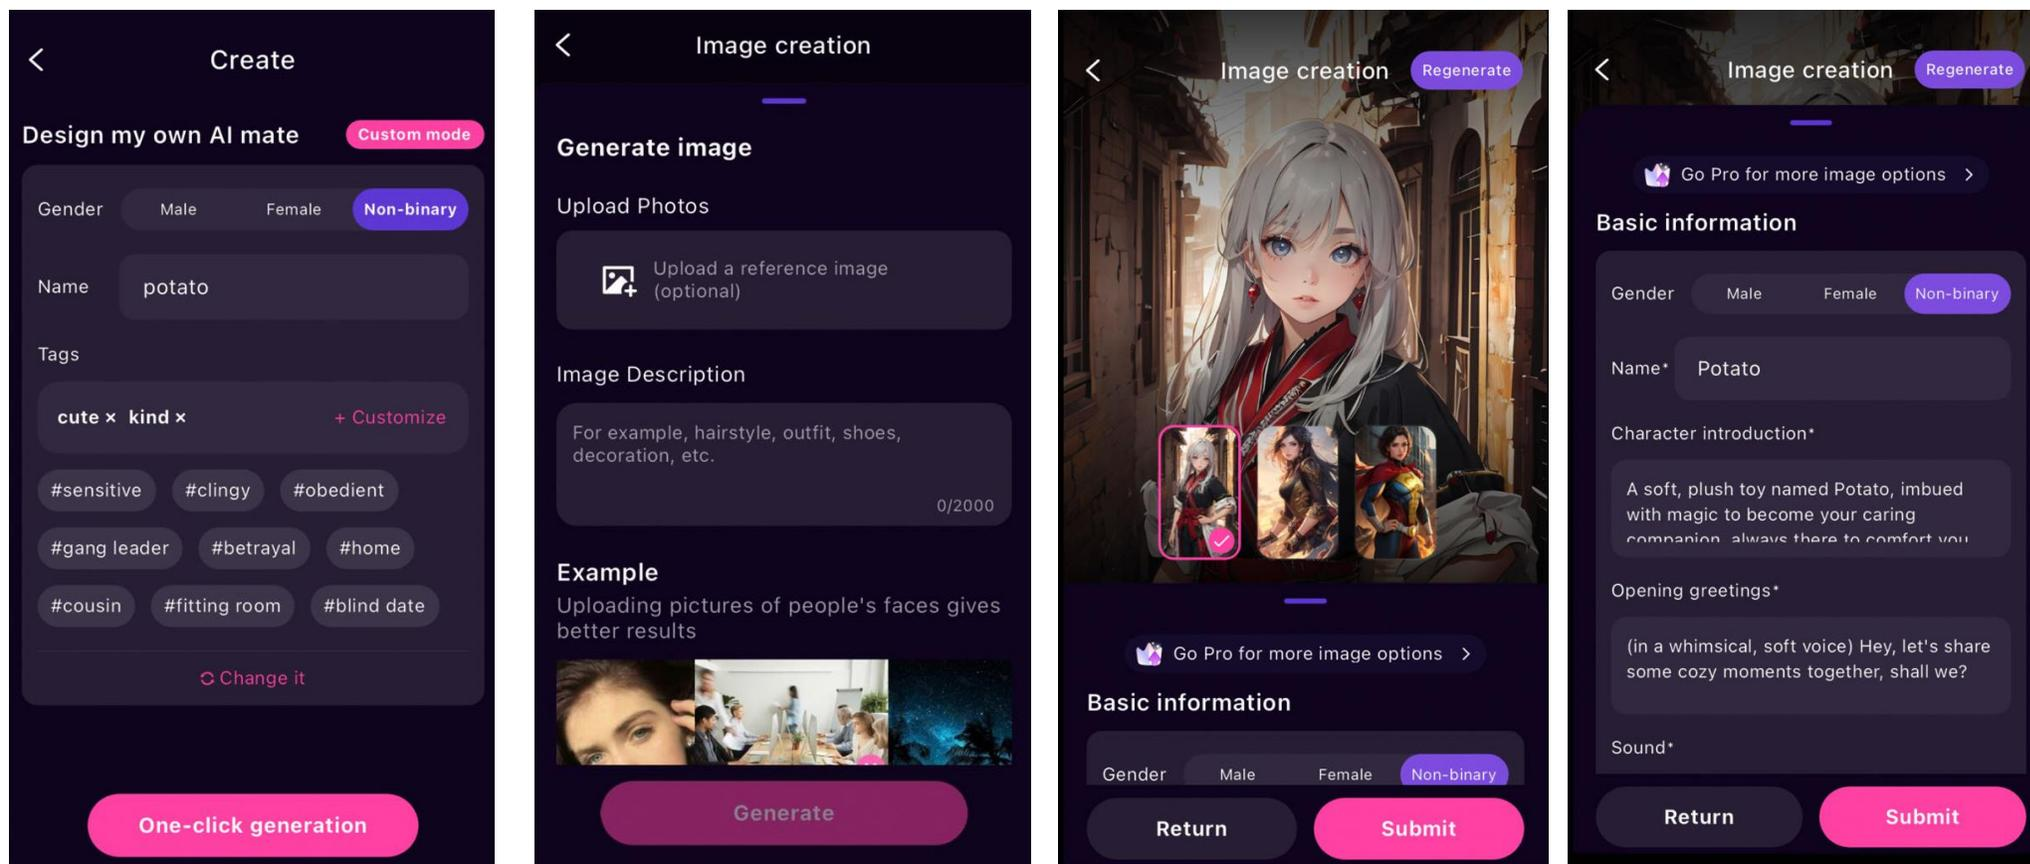 Create
Design my own AI mate
Custom mode
Gender
Male
Female
Non-binary
Name
potato
Tags
cute × kind ×
+ Customize
#sensitive
#clingy
#obedient
#gang leader
#betrayal
#home
#cousin
#fitting room
#blind date
Change it
One-click generation
Image creation
Generate image
Upload Photos
Upload a reference image
(optional)
Image Description
For example, hairstyle, outfit, shoes,
decoration, etc.
0/2000
Example
Uploading pictures of people's faces gives
better results
Generate
Image creation
Regenerate
Go Pro for more image options
Basic information
Gender
Male
Female
Non-binary
Return
Submit
Image creation
Regenerate
Go Pro for more image options
Basic information
Gender
Male
Female
Non-binary
Name*
Potato
Character introduction*
A soft, plush toy named Potato, imbued
with magic to become your caring
companion, always there to comfort you
Opening greetings*
(in a whimsical, soft voice) Hey, let's share
some cozy moments together, shall we?
Sound*
Return
Submit